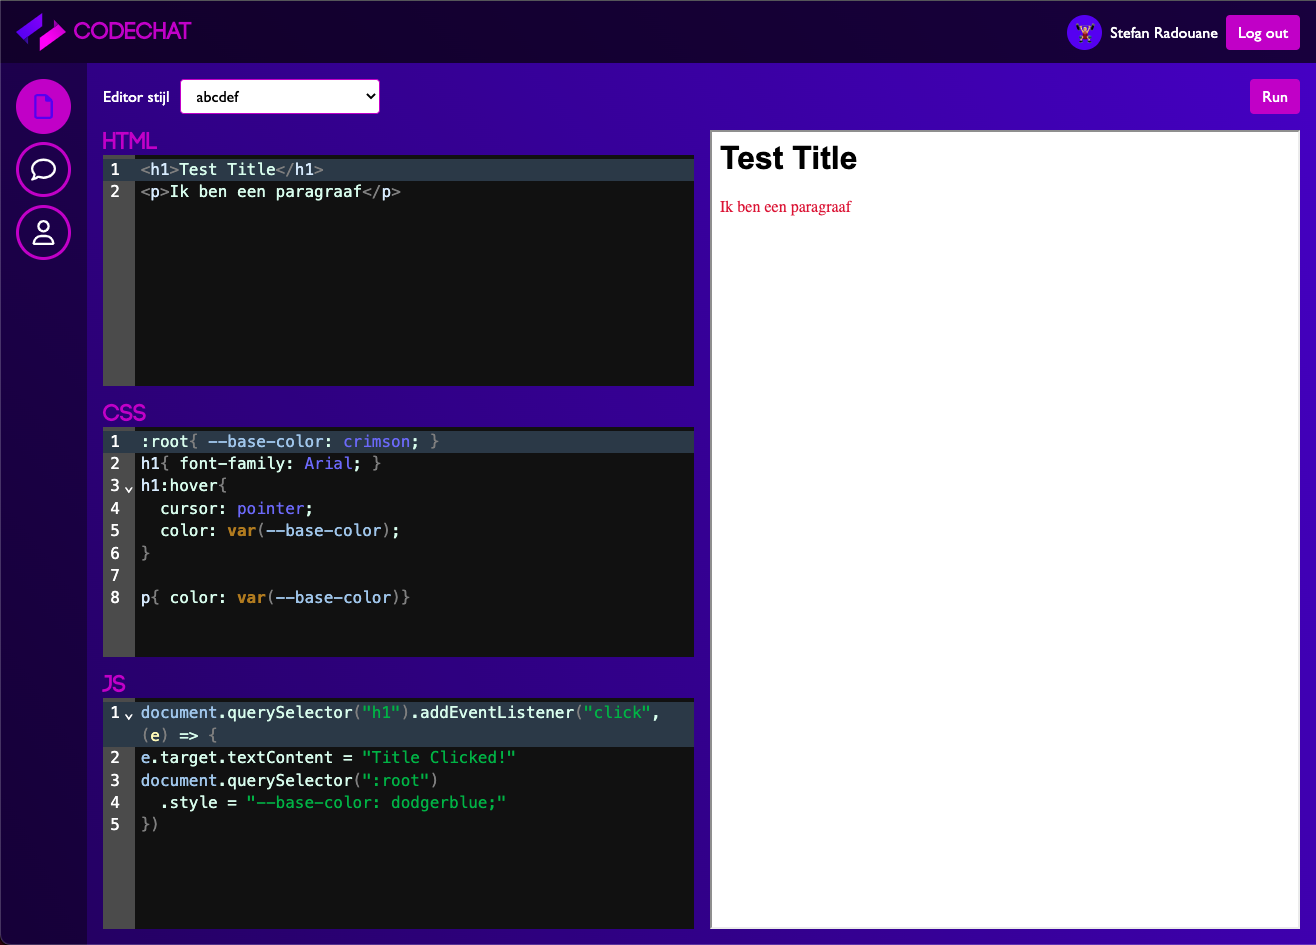 CODECHAT
Stefan Radouane
Log out
Editor stijl
abcdef
Run
HTML
1 <h1>Test Title</h1>
2 <p>Ik ben een paragraaf</p>
CSS
1 :root{ --base-color: crimson; }
2 h1{ font-family: Arial; }
3 h1:hover{
4   cursor: pointer;
5   color: var(--base-color);
6 }
7
8 p{ color: var(--base-color)}
JS
1 document.querySelector("h1").addEventListener("click",
(e) => {
2 e.target.textContent = "Title Clicked!"
3 document.querySelector(":root")
4   .style = "--base-color: dodgerblue;"
5 })
Test Title
Ik ben een paragraaf